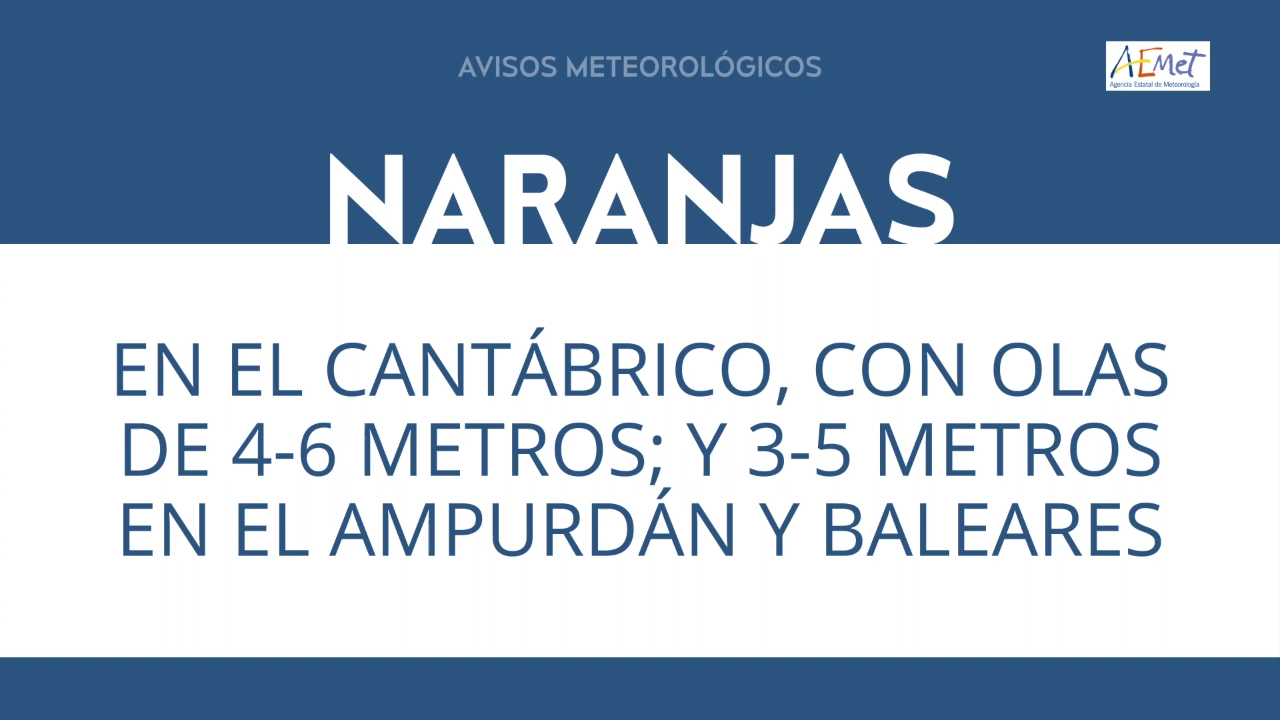 AVISOS METEOROLÓGICOS
AEMet
Agencia Estatal de Meteorología
NARANJAS
EN EL CANTÁBRICO, CON OLAS
DE 4-6 METROS; Y 3-5 METROS
EN EL AMPURDÁN Y BALEARES